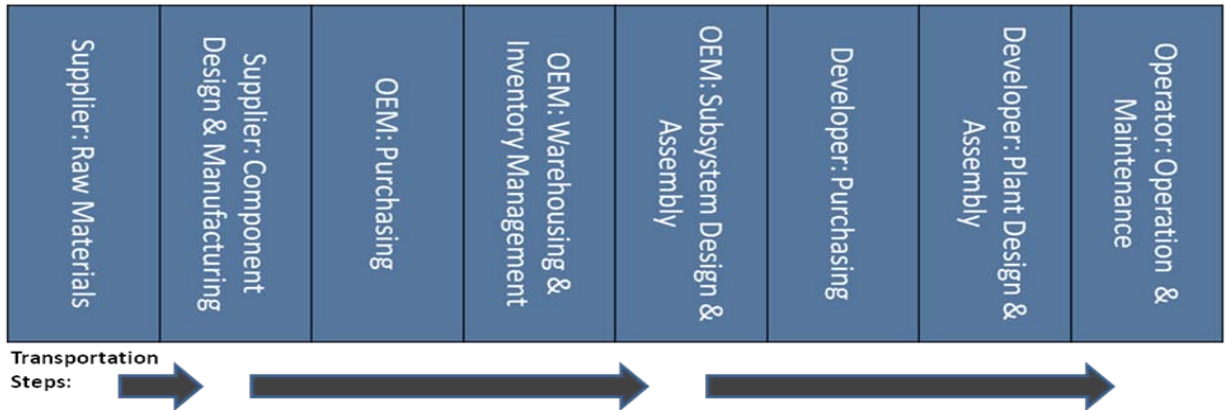 Supplier: Raw Materials
Supplier: Component
Design & Manufacturing
OEM: Purchasing
OEM: Warehousing &
Inventory Management
OEM: Subsystem Design &
Assembly
Developer: Purchasing
Developer: Plant Design &
Assembly
Operator: Operation &
Maintenance
Transportation
Steps: